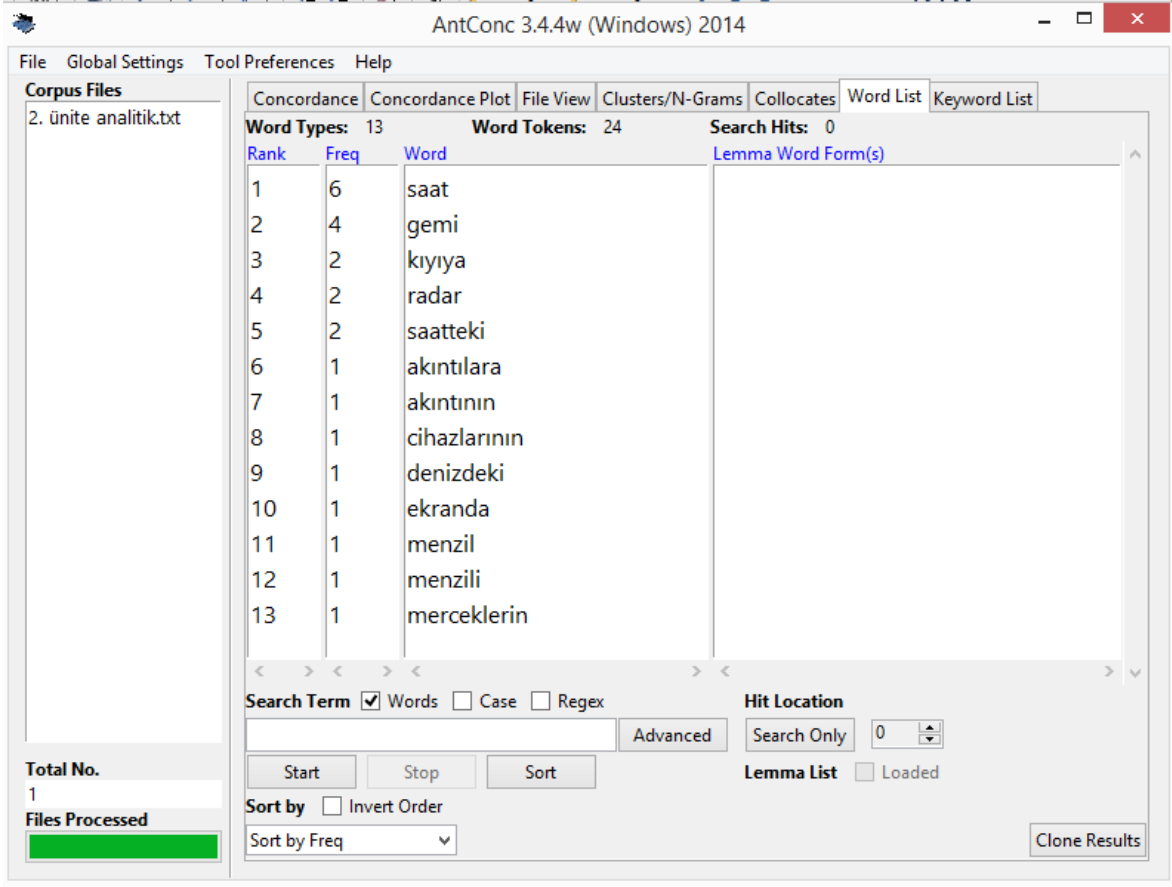 AntConc 3.4.4w (Windows) 2014
File Global Settings Tool Preferences Help
Corpus Files
2. ünite analitik.txt
Concordance Concordance Plot File View Clusters/N-Grams Collocates Word List Keyword List
Word Types: 13 Word Tokens: 24 Search Hits: 0
Rank Freq Word Lemma Word Form(s)
1 6 saat
2 4 gemi
3 2 kıyıya
4 2 radar
5 2 saatteki
6 1 akıntılara
7 1 akıntının
8 1 cihazlarının
9 1 denizdeki
10 1 ekranda
11 1 menzil
12 1 menzili
13 1 merceklerin
Search Term Words Case Regex Hit Location
Advanced Search Only 0
Total No.
1
Start Stop Sort Lemma List Loaded
Files Processed
Sort by Invert Order
Sort by Freq Clone Results